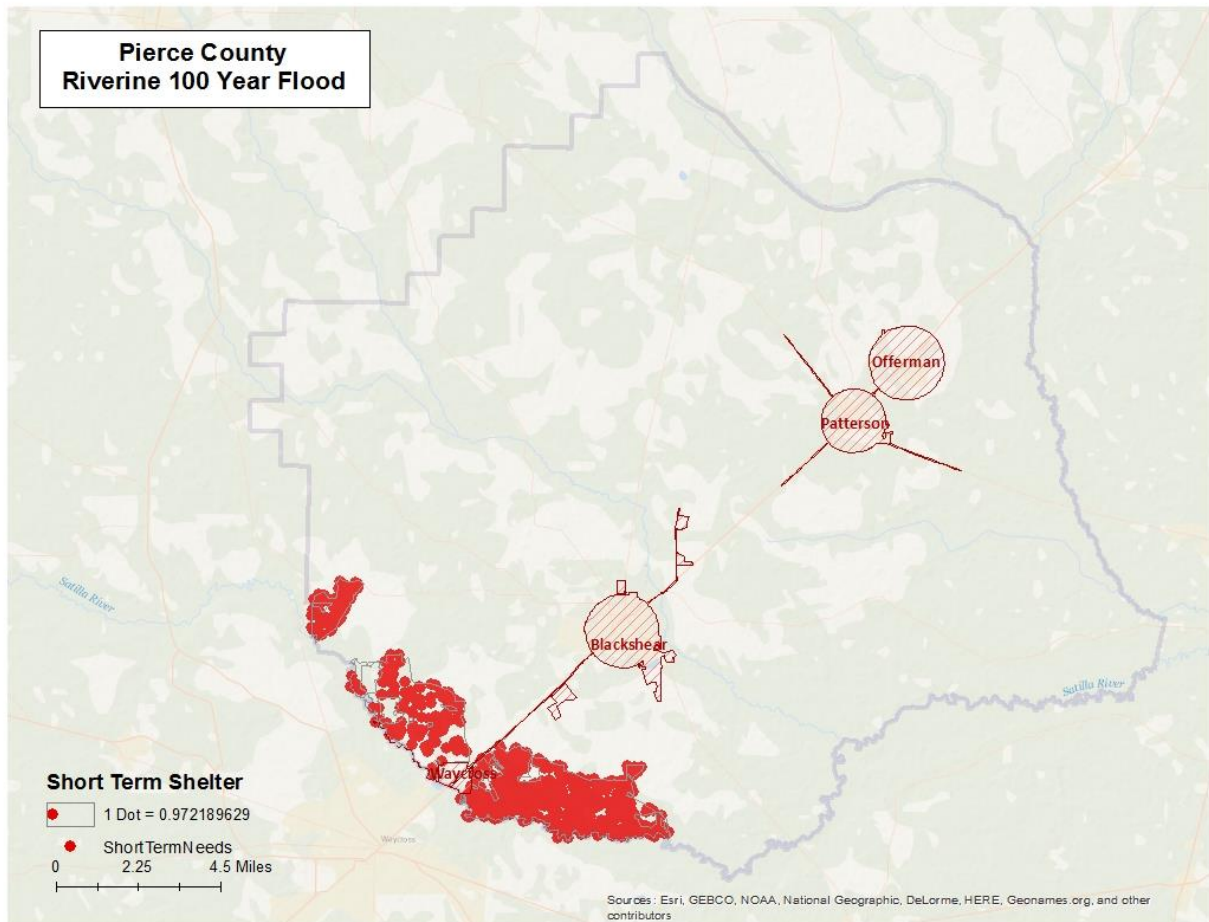 Pierce County
Riverine 100 Year Flood
Offerman
Patterson
Satilla River
Blackshear
Satilla River
Waycross
Short Term Shelter
1 Dot = 0.972189629
ShortTermNeeds
Waycross
0 2.25 4.5 Miles
Sources: Esri, GEBCO, NOAA, National Geographic, DeLorme, HERE, Geonames.org, and other
contributors